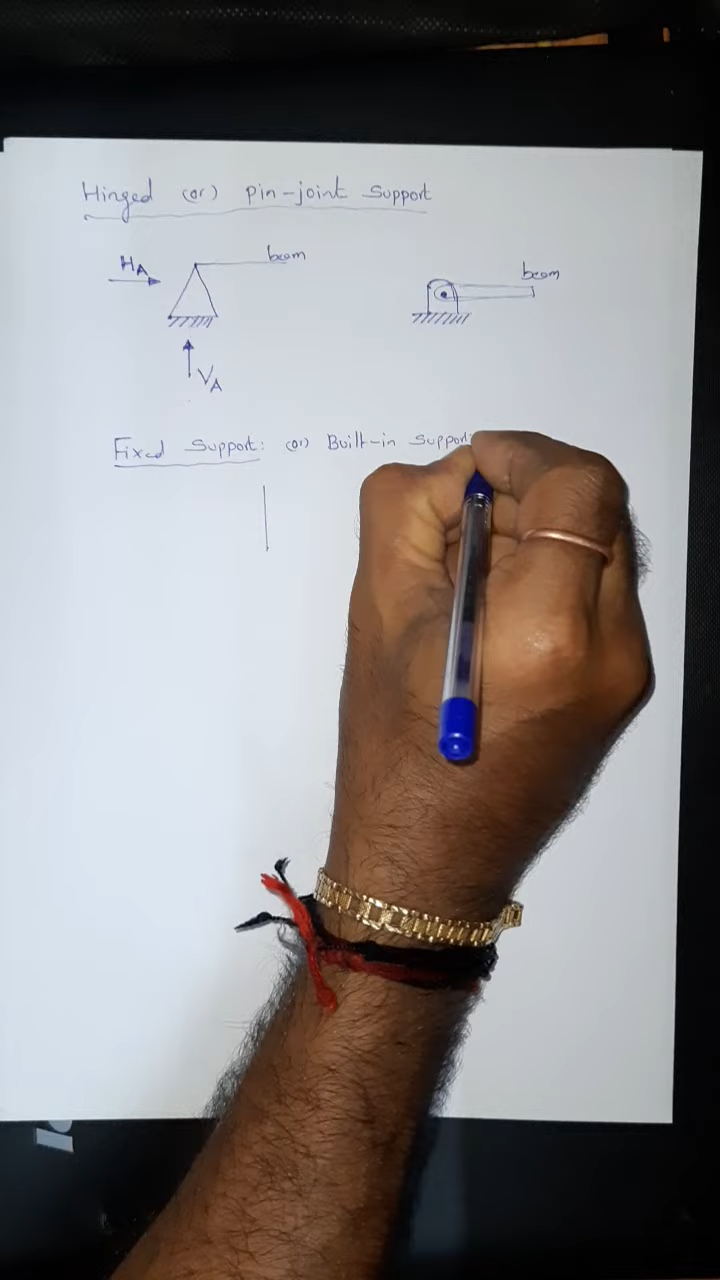 Hinged (or) Pin-joint Support
HA
beam
beam
VA
Fixed Support: (or) Built-in Support